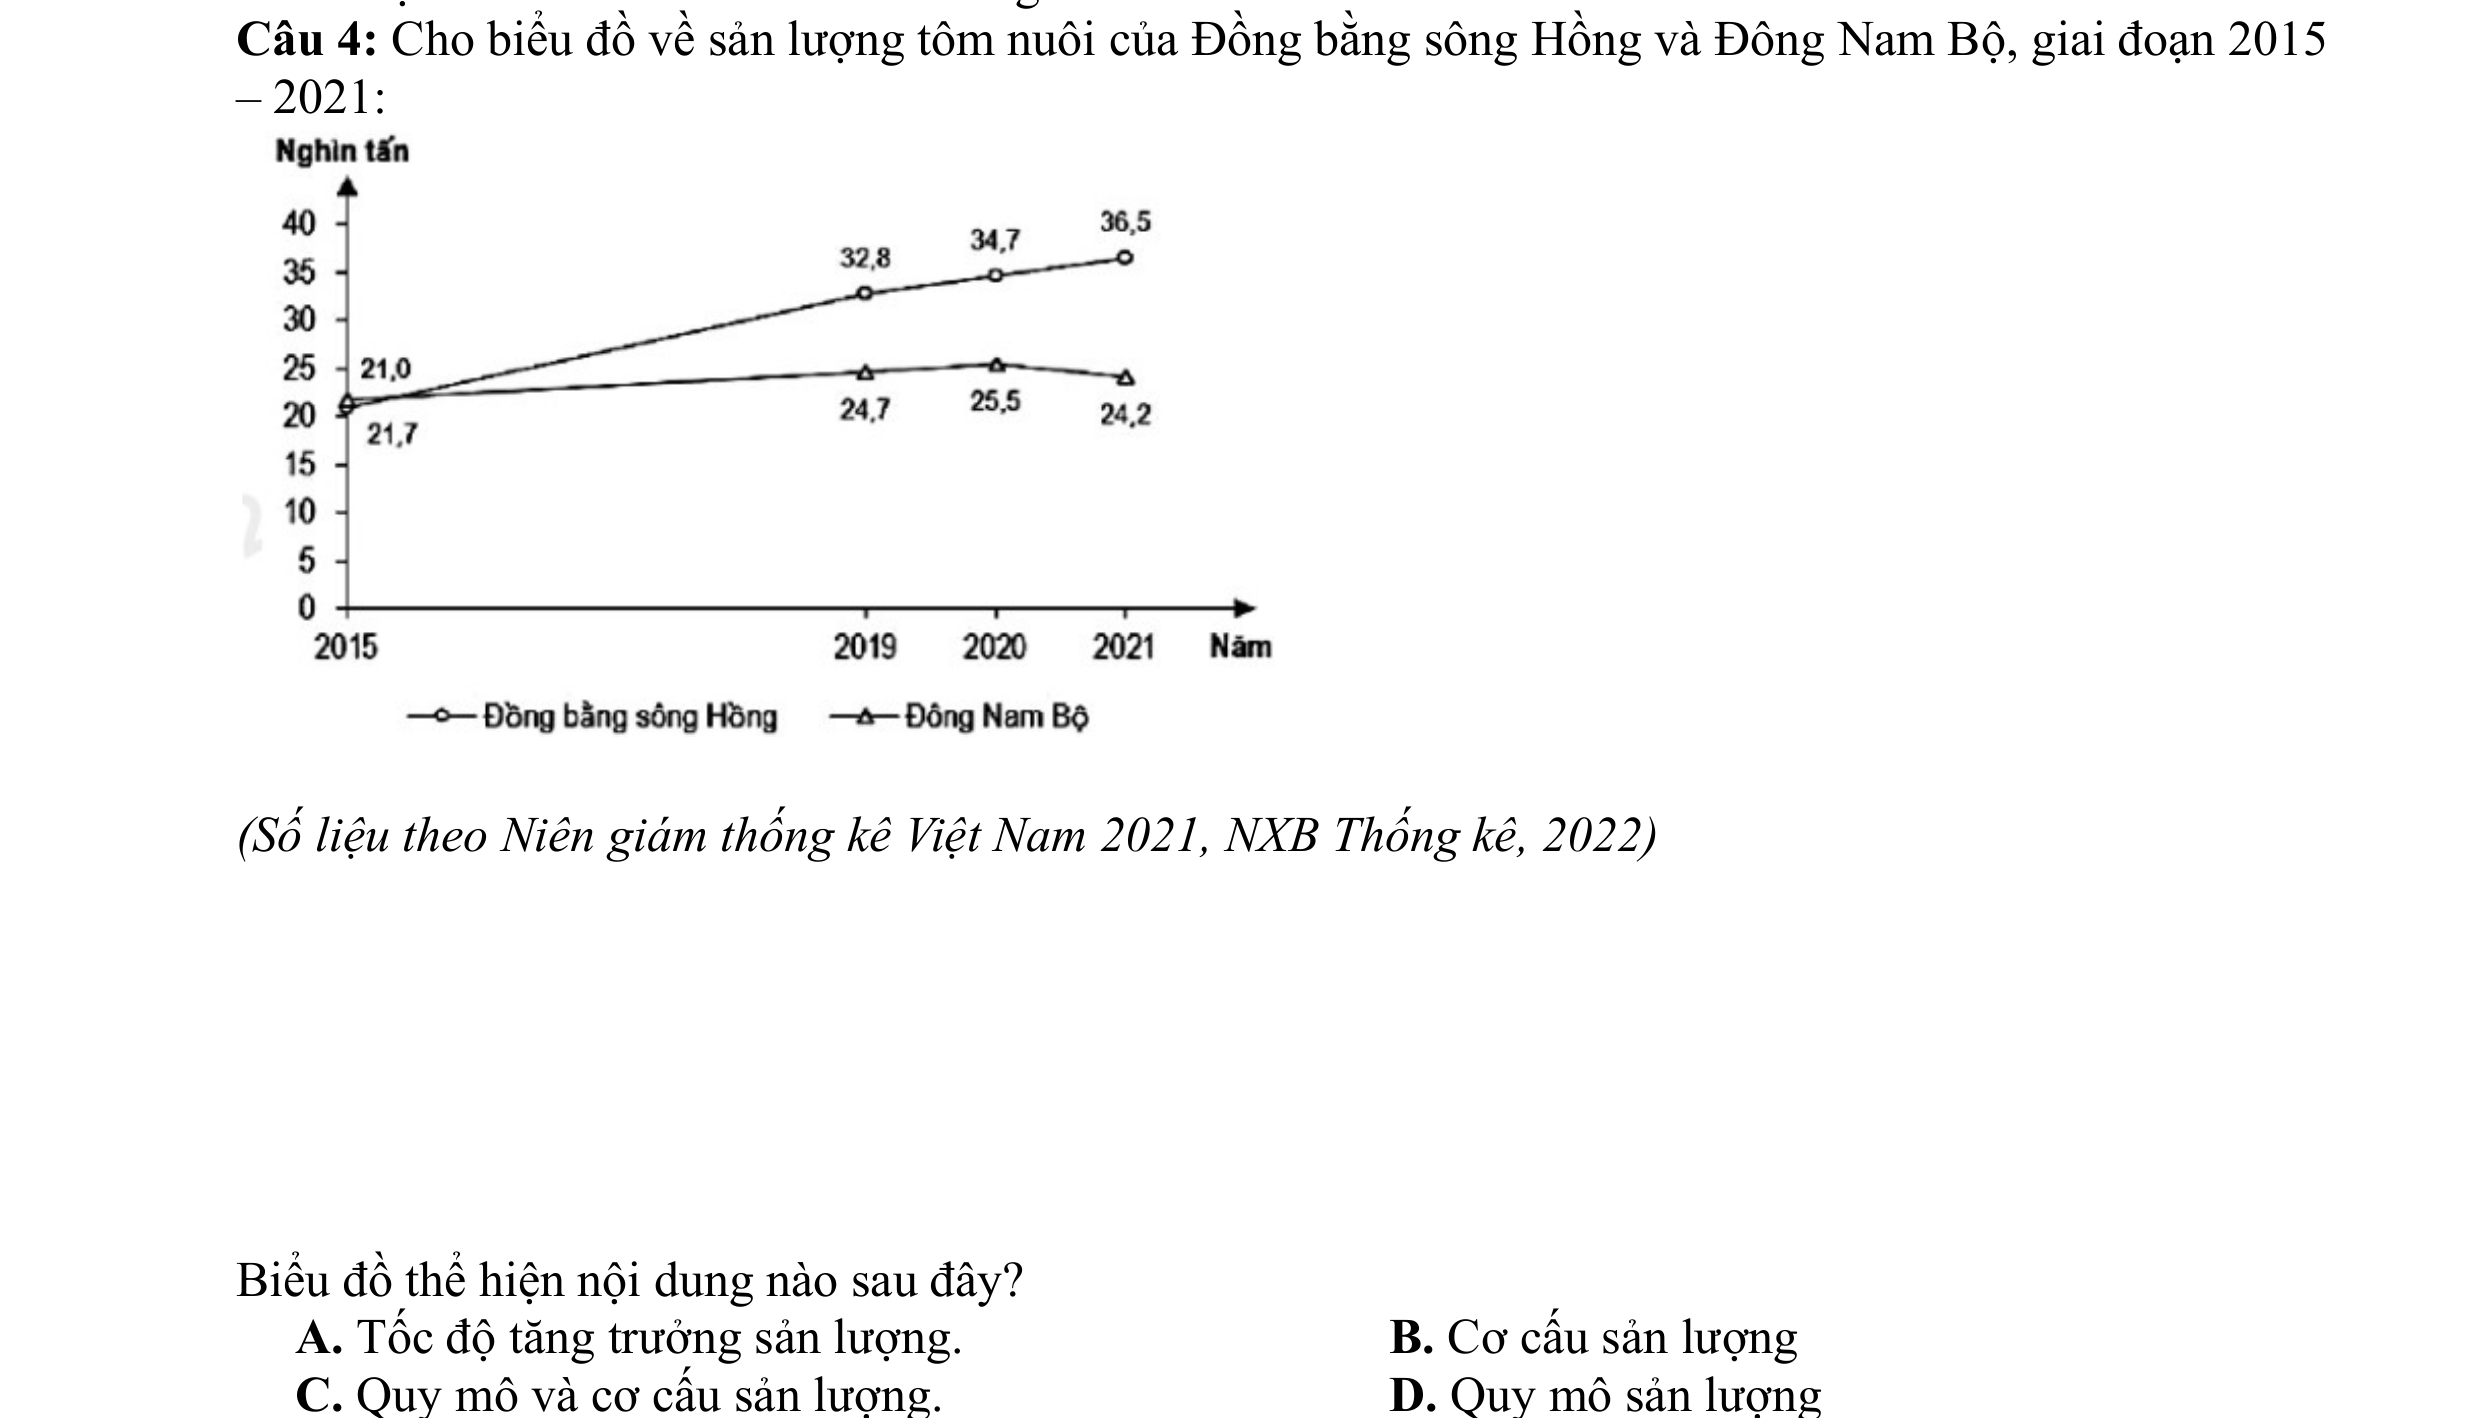 Câu 4: Cho biểu đồ về sản lượng tôm nuôi của Đồng bằng sông Hồng và Đông Nam Bộ, giai đoạn 2015
– 2021:
Nghìn tấn
40
35
30
25
20
15
10
5
0
21,0
32,8
34,7
36,5
21,7
24,7
25,5
24,2
2015 2019 2020 2021 Năm
Đồng bằng sông Hồng Đông Nam Bộ
(Số liệu theo Niên giám thống kê Việt Nam 2021, NXB Thống kê, 2022)
Biểu đồ thể hiện nội dung nào sau đây?
A. Tốc độ tăng trưởng sản lượng. B. Cơ cấu sản lượng
C. Quy mô và cơ cấu sản lượng. D. Quy mô sản lượng